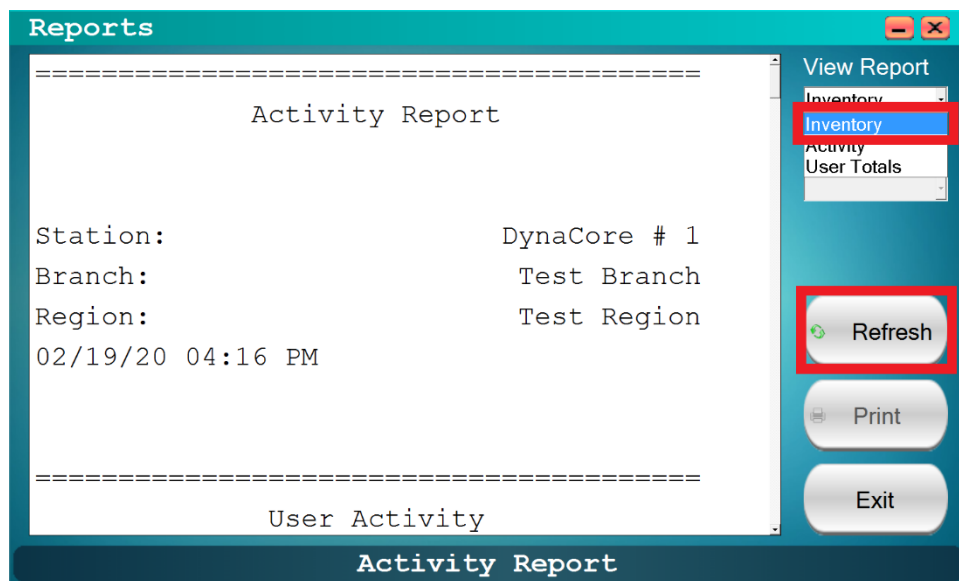 Reports
========================================
Activity Report
Station: DynaCore # 1
Branch: Test Branch
Region: Test Region
02/19/20 04:16 PM
========================================
User Activity
View Report
Inventory
Inventory
Activity
User Totals
Refresh
Print
Exit
Activity Report